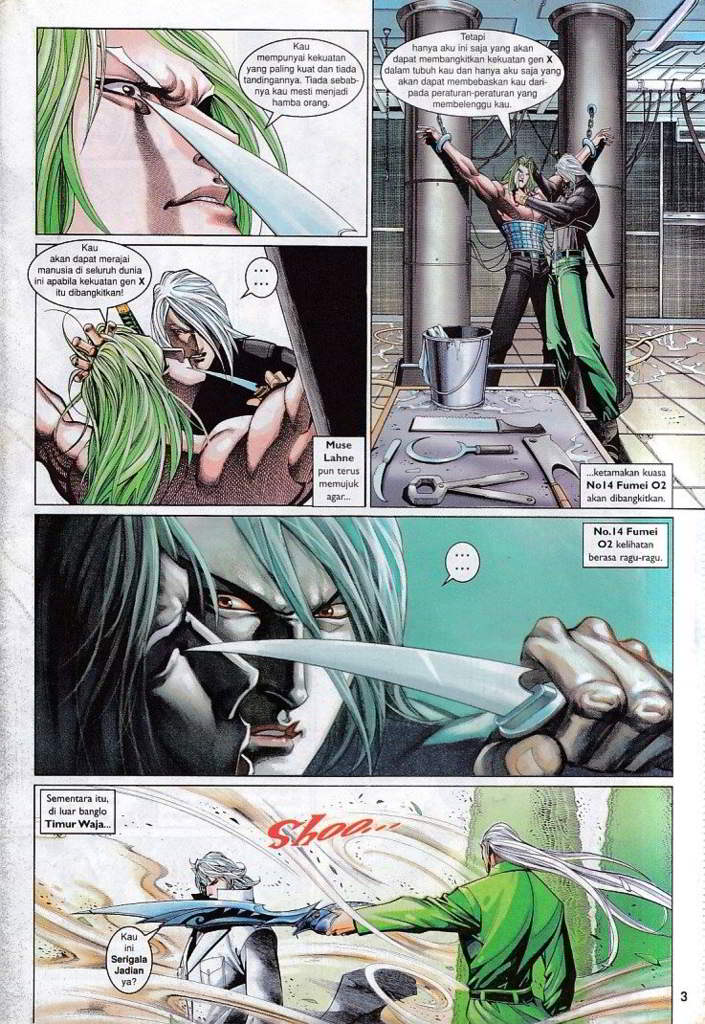 Kau
mempunyai kekuatan
yang paling kuat dan tiada
tandingannya. Tiada sebab-
nya kau mesti menjadi
hamba orang.
Tetapi
hanya aku ini saja yang akan
dapat membangkitkan kekuatan gen X
dalam tubuh kau dan hanya aku saja yang
akan dapat membebaskan kau dari-
pada peraturan-peraturan yang
membelenggu kau.
Kau
akan dapat merajai
manusia di seluruh dunia
ini apabila kekuatan gen X
itu dibangkitkan!
...
...
Muse
Lahne
pun terus
memujuk
agar...
...ketamakan kuasa
No14 Fumei O2
akan dibangkitkan.
No.14 Fumei
O2 kelihatan
berasa ragu-ragu.
...
...
Sementara itu,
di luar banglo
Timur Waja...
Shoo...
Kau
ini
Serigala
Jadian
ya?
3